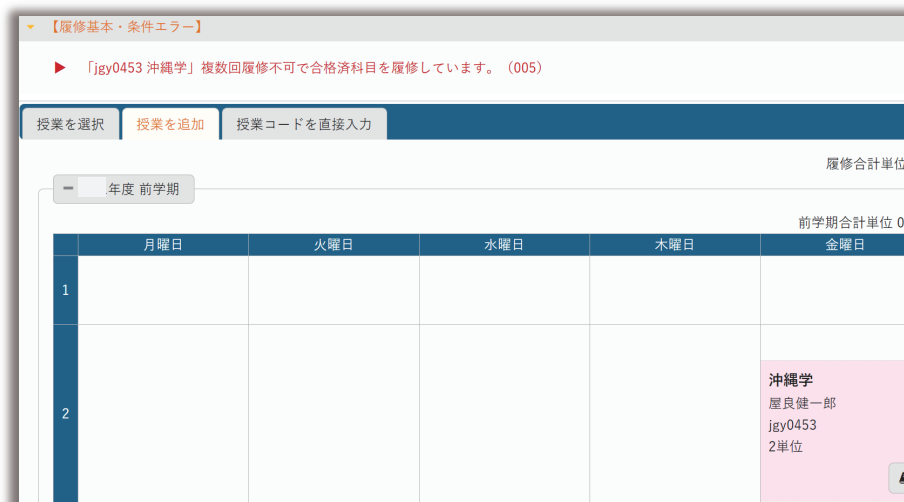 【履修基本・条件エラー】
「jgy0453 沖縄学」複数回履修不可で合格済科目を履修しています。（005）
授業を選択 授業を追加 授業コードを直接入力
履修合計単位
年度 前学期
前学期合計単位 0
月曜日 火曜日 水曜日 木曜日 金曜日
1
2
沖縄学
屋良健一郎
jgy0453
2単位